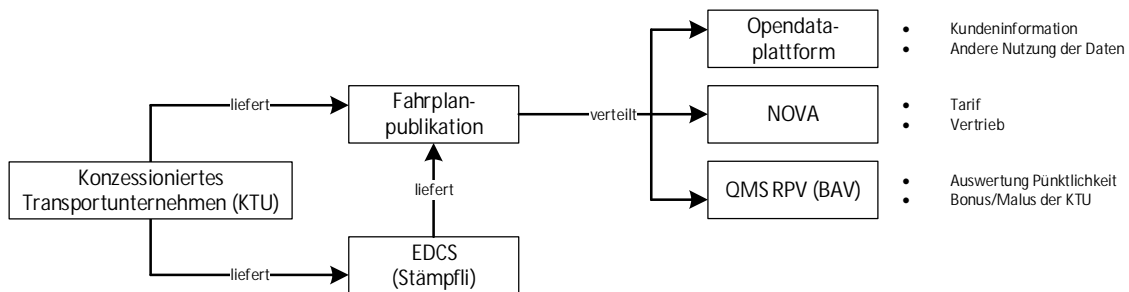 Opendata-
plattform
• Kundeninformation
• Andere Nutzung der Daten
liefert
Fahrplan-
publikation
verteilt
NOVA
• Tarif
• Vertrieb
Konzessioniertes
Transportunternehmen (KTU)
liefert
QMS RPV (BAV)
• Auswertung Pünktlichkeit
• Bonus/Malus der KTU
liefert
EDCS
(Stämpfli)